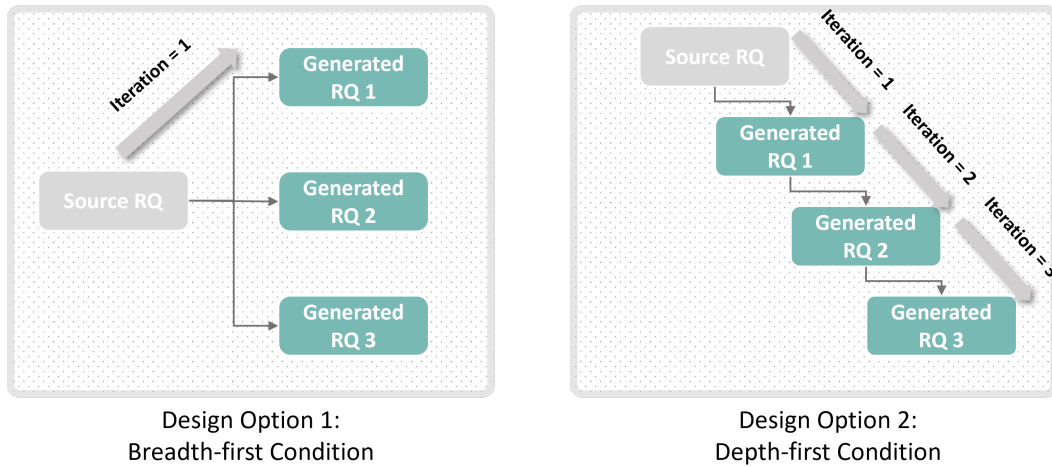 Iteration = 1
Source RQ
Generated
RQ 1
Generated
RQ 2
Generated
RQ 3
Design Option 1:
Breadth-first Condition
Source RQ
Iteration = 1
Generated
RQ 1
Iteration = 2
Generated
RQ 2
Iteration = 3
Generated
RQ 3
Design Option 2:
Depth-first Condition